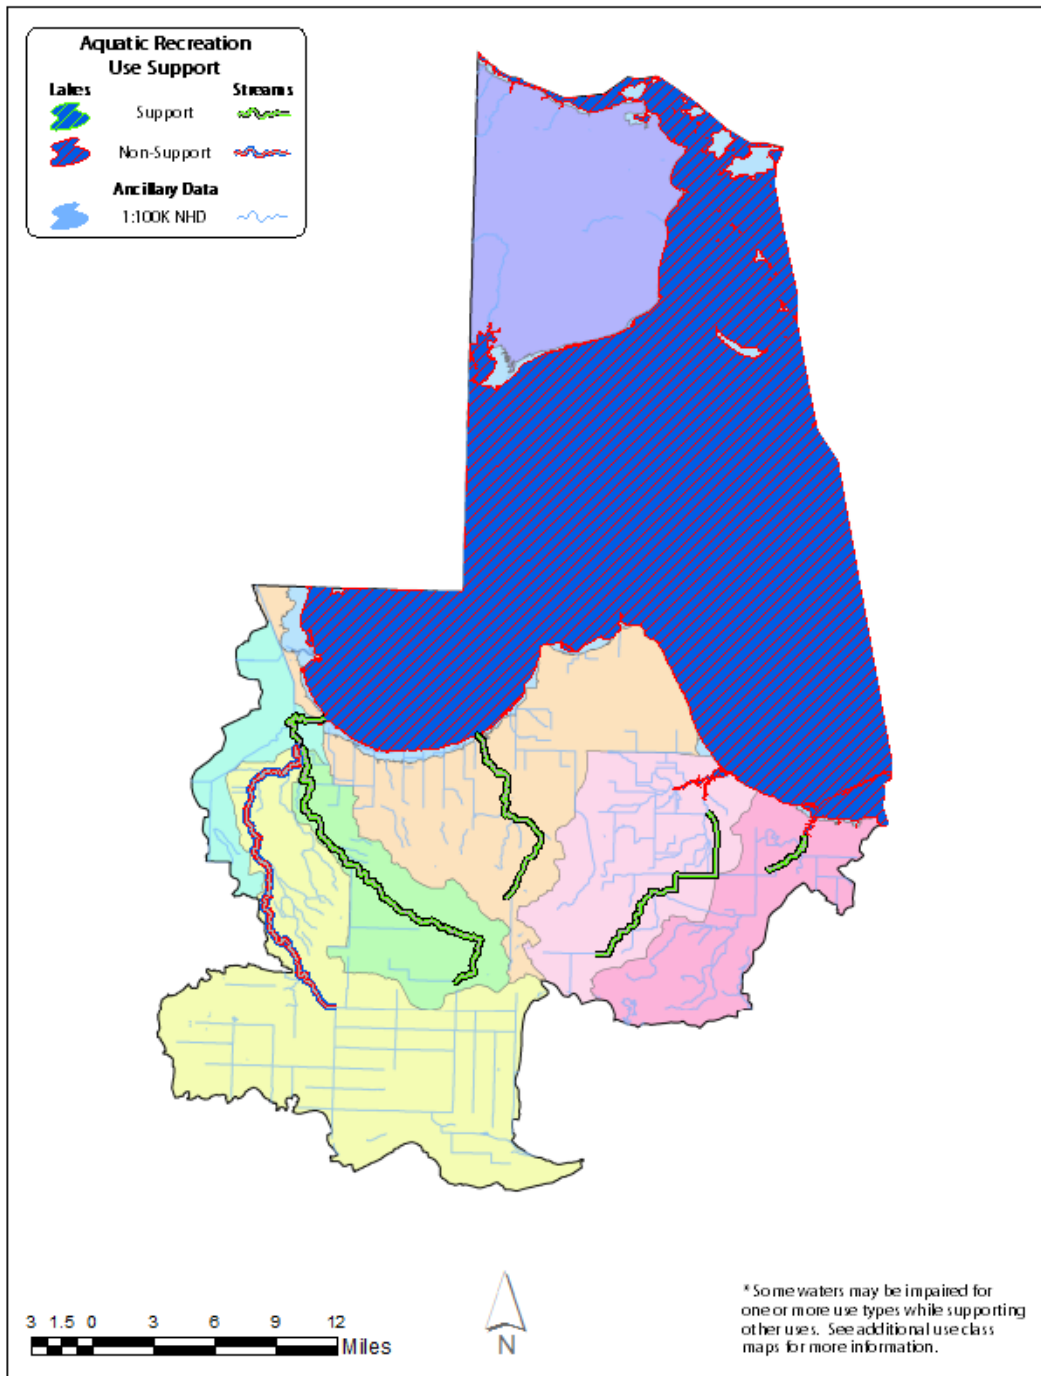 Aquatic Recreation
Use Support
Lakes Streams
Support
Non-Support
Ancillary Data
1:100K NHD
3 1.5 0 3 6 9 12
Miles
N
*Some waters may be impaired for
one or more use types while supporting
other uses. See additional use class
maps for more information.